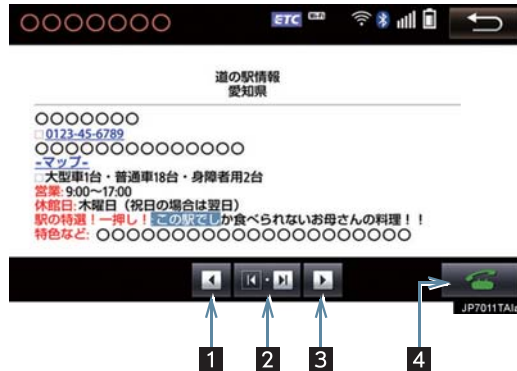 ○○○○○○○
ETC Wi-Fi
道の駅情報
愛知県
○○○○○○○
0123-45-6789
○○○○○○○○○○○○○○
-マップ-
大型車1台・普通車18台・身障者用2台
営業: 9:00～17:00
休館日: 木曜日（祝日の場合は翌日）
駅の特選！一押し！ この駅でしか食べられないお母さんの料理！！
特色など: ○○○○○○○○○○○○○○○○○○○○
JP7011TAIa
1 2 3 4